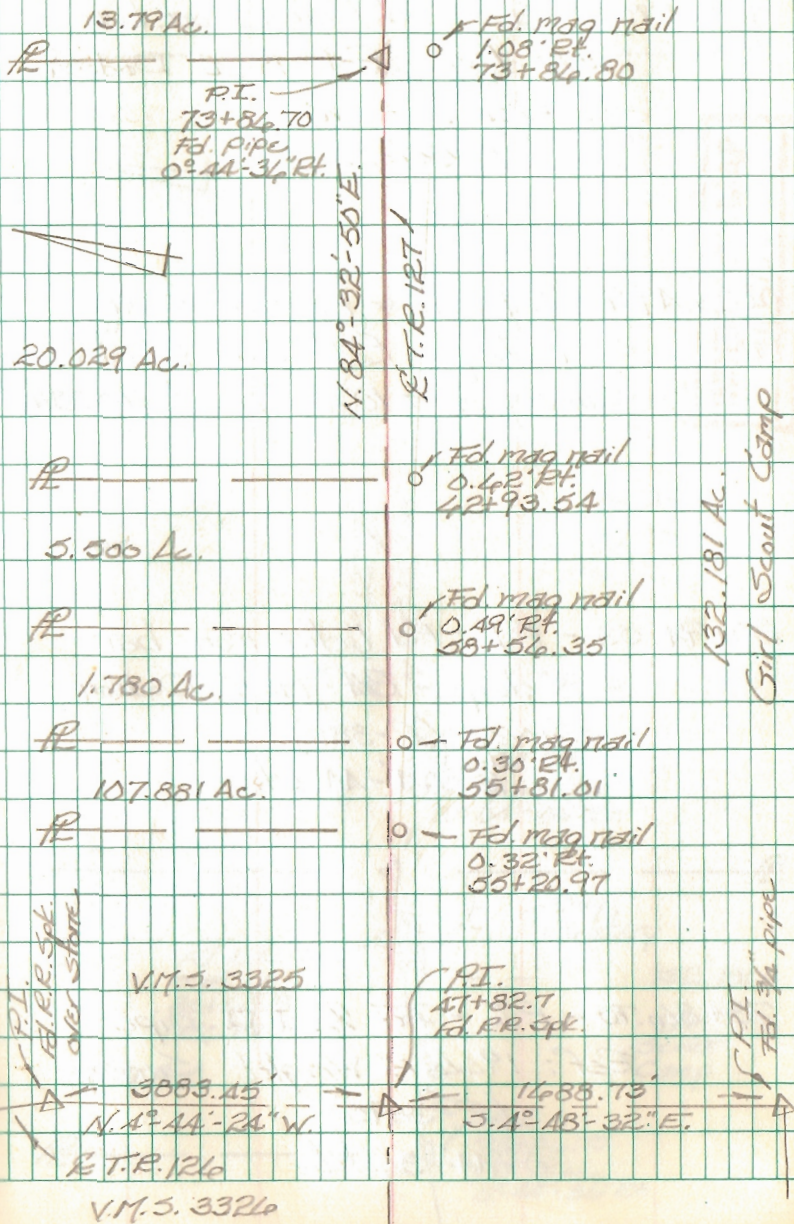 13.79 Ac.
Fd. mag nail
1.08' Rt.
73+86.80
PL
P.I.
73+86.70
Fd. Pipe
0°-44'-36" Rt.
N. 84°-32'-50" E.
℄ T.R. 127
20.029 Ac.
Fd. mag nail
0.62' Rt.
62+93.54
PL
5.500 Ac.
132.181 Ac.
Girl Scout Camp
Fd. mag nail
0.49' Rt.
58+56.35
PL
1.780 Ac.
Fd. mag nail
0.30' Rt.
55+81.01
PL
107.881 Ac.
Fd. mag nail
0.32' Rt.
55+20.97
PL
P.I.
Fd. R.R. Spk.
over stone
V.M.S. 3325
P.I.
47+82.7
Fd. R.R. Spk.
P.I.
Fd. 3/4" pipe
3883.45'
N. 4°-44'-24" W.
1688.73'
S. 4°-48'-32" E.
℄ T.R. 126
V.M.S. 3326